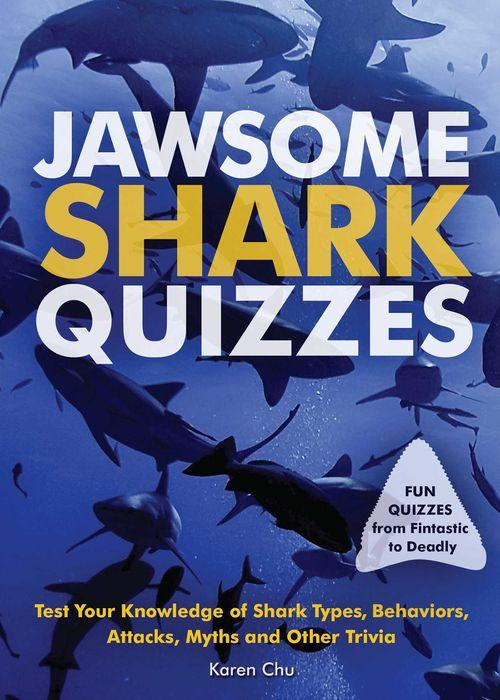 JAWSOME
SHARK
QUIZZES
FUN
QUIZZES
from Fintastic
to Deadly
Test Your Knowledge of Shark Types, Behaviors,
Attacks, Myths and Other Trivia
Karen Chu